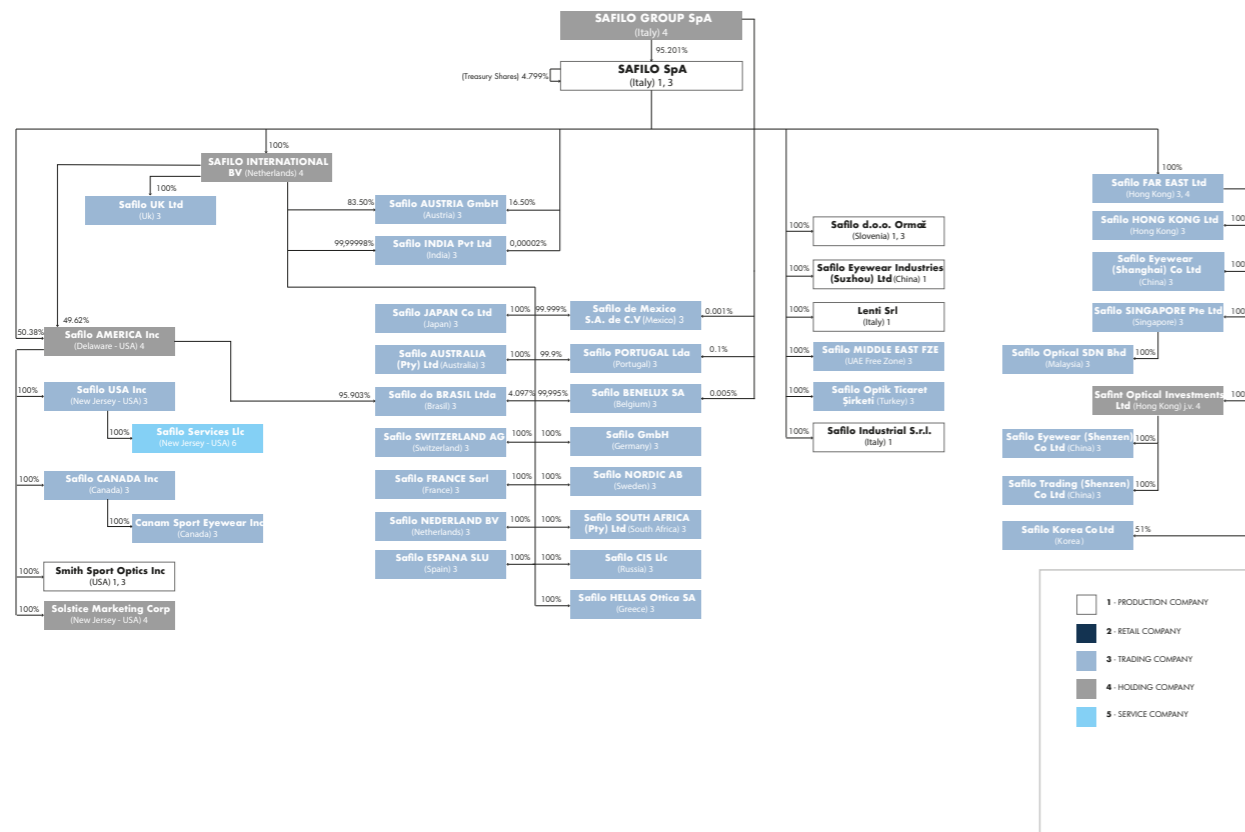 SAFILO GROUP SpA
(Italy) 4
95.201%
(Treasury Shares) 4.799%
SAFILO SpA
(Italy) 1, 3
100%
SAFILO INTERNATIONAL
BV (Netherlands) 4
100%
Safilo UK Ltd
(Uk) 3
83.50%
Safilo AUSTRIA GmbH
(Austria) 3
16.50%
99,99998%
Safilo INDIA Pvt Ltd
(India) 3
0,00002%
49.62%
50.38%
Safilo AMERICA Inc
(Delaware - USA) 4
100%
Safilo USA Inc
(New Jersey - USA) 3
100%
Safilo Services Llc
(New Jersey - USA) 6
100%
Safilo CANADA Inc
(Canada) 3
100%
Canam Sport Eyewear Inc
(Canada) 3
100%
Smith Sport Optics Inc
(USA) 1, 3
100%
Solstice Marketing Corp
(New Jersey - USA) 4
Safilo JAPAN Co Ltd
(Japan) 3
100%
99.999%
Safilo de Mexico
S.A. de C.V (Mexico) 3
0.001%
Safilo AUSTRALIA
(Pty) Ltd (Australia) 3
100%
99.9%
Safilo PORTUGAL Lda
(Portugal) 3
0.1%
95.903%
Safilo do BRASIL Ltda
(Brasil) 3
4.097%
99,995%
Safilo BENELUX SA
(Belgium) 3
0.005%
Safilo SWITZERLAND AG
(Switzerland) 3
100%
100%
Safilo GmbH
(Germany) 3
Safilo FRANCE Sarl
(France) 3
100%
100%
Safilo NORDIC AB
(Sweden) 3
Safilo NEDERLAND BV
(Netherlands) 3
100%
100%
Safilo SOUTH AFRICA
(Pty) Ltd (South Africa) 3
Safilo ESPANA SLU
(Spain) 3
100%
100%
Safilo CIS Llc
(Russia) 3
100%
Safilo HELLAS Ottica SA
(Greece) 3
100%
Safilo d.o.o. Ormož
(Slovenia) 1, 3
100%
Safilo Eyewear Industries
(Suzhou) Ltd (China) 1
100%
Lenti Srl
(Italy) 1
100%
Safilo MIDDLE EAST FZE
(UAE Free Zone) 3
100%
Safilo Optik Ticaret
Şirketi (Turkey) 3
100%
Safilo Industrial S.r.l.
(Italy) 1
100%
Safilo FAR EAST Ltd
(Hong Kong) 3, 4
Safilo HONG KONG Ltd
(Hong Kong) 3
100
Safilo Eyewear
(Shanghai) Co Ltd
(China) 3
100
Safilo SINGAPORE Pte Ltd
(Singapore) 3
100
Safilo Optical SDN Bhd
(Malaysia) 3
100%
Safint Optical Investments
Ltd (Hong Kong) j.v. 4
100
Safilo Eyewear (Shenzen)
Co Ltd (China) 3
100%
Safilo Trading (Shenzen)
Co Ltd (China) 3
100%
Safilo Korea Co Ltd
(Korea )
51%
1 - PRODUCTION COMPANY
2 - RETAIL COMPANY
3 - TRADING COMPANY
4 - HOLDING COMPANY
5 - SERVICE COMPANY